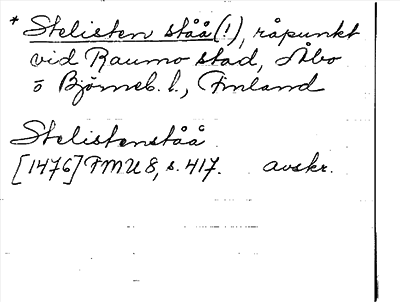 * Stelisten ståå (!), råpunkt
vid Raumo stad, Åbo
o Björneb. l., Finland
Stelistenståå
[1476] FMU 8, s. 417. avskr.